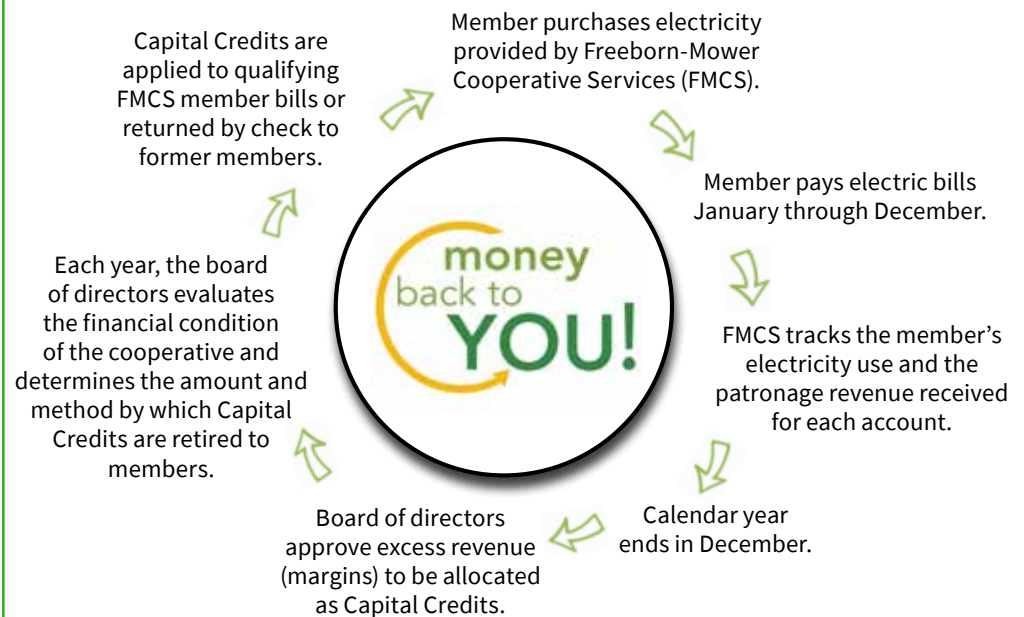 Member purchases electricity
provided by Freeborn-Mower
Cooperative Services (FMCS).
Member pays electric bills
January through December.
FMCS tracks the member’s
electricity use and the
patronage revenue received
for each account.
Calendar year
ends in December.
Board of directors
approve excess revenue
(margins) to be allocated
as Capital Credits.
Each year, the board
of directors evaluates
the financial condition
of the cooperative and
determines the amount and
method by which Capital
Credits are retired to
members.
Capital Credits are
applied to qualifying
FMCS member bills or
returned by check to
former members.
money
back to
YOU!